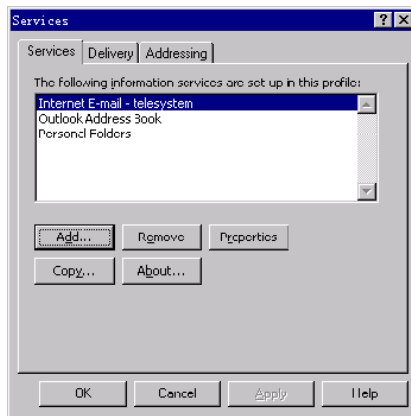 Services
Services Delivery Addressing
The following information services are set up in this profile:
Internet E-mail - telesystem
Outlook Address Book
Personal Folders
Add... Remove Properties
Copy... About...
OK Cancel Apply Help